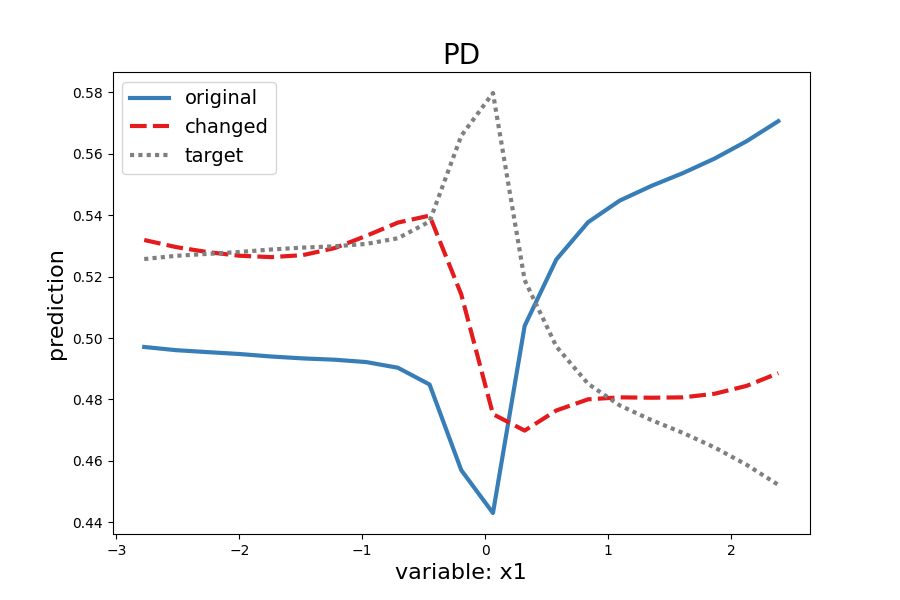 PD
original
changed
target
0.58
0.56
0.54
0.52
0.50
0.48
0.46
0.44
prediction
−3 −2 −1 0 1 2
variable: x1